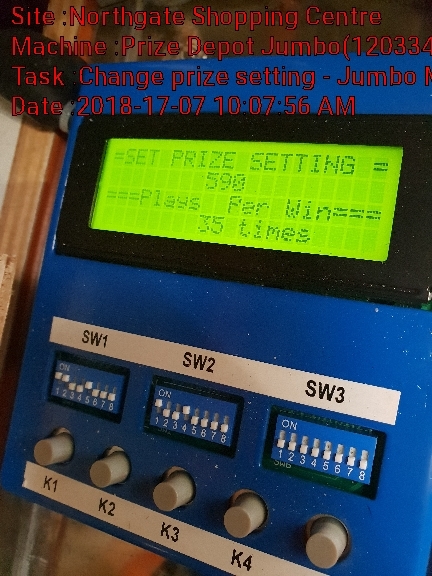 Site :Northgate Shopping Centre
Machine :Prize Depot Jumbo(120334
Task :Change prize setting - Jumbo M
Date :2018-17-07 10:07:56 AM
=SET PRIZE SETTING =
590
===Plays Per Win===
35 times
SW1
SW2
SW3
ON
1 2 3 4 5 6 7 8
ON
1 2 3 4 5 6 7 8
ON
1 2 3 4 5 6 7 8
K1
K2
K3
K4